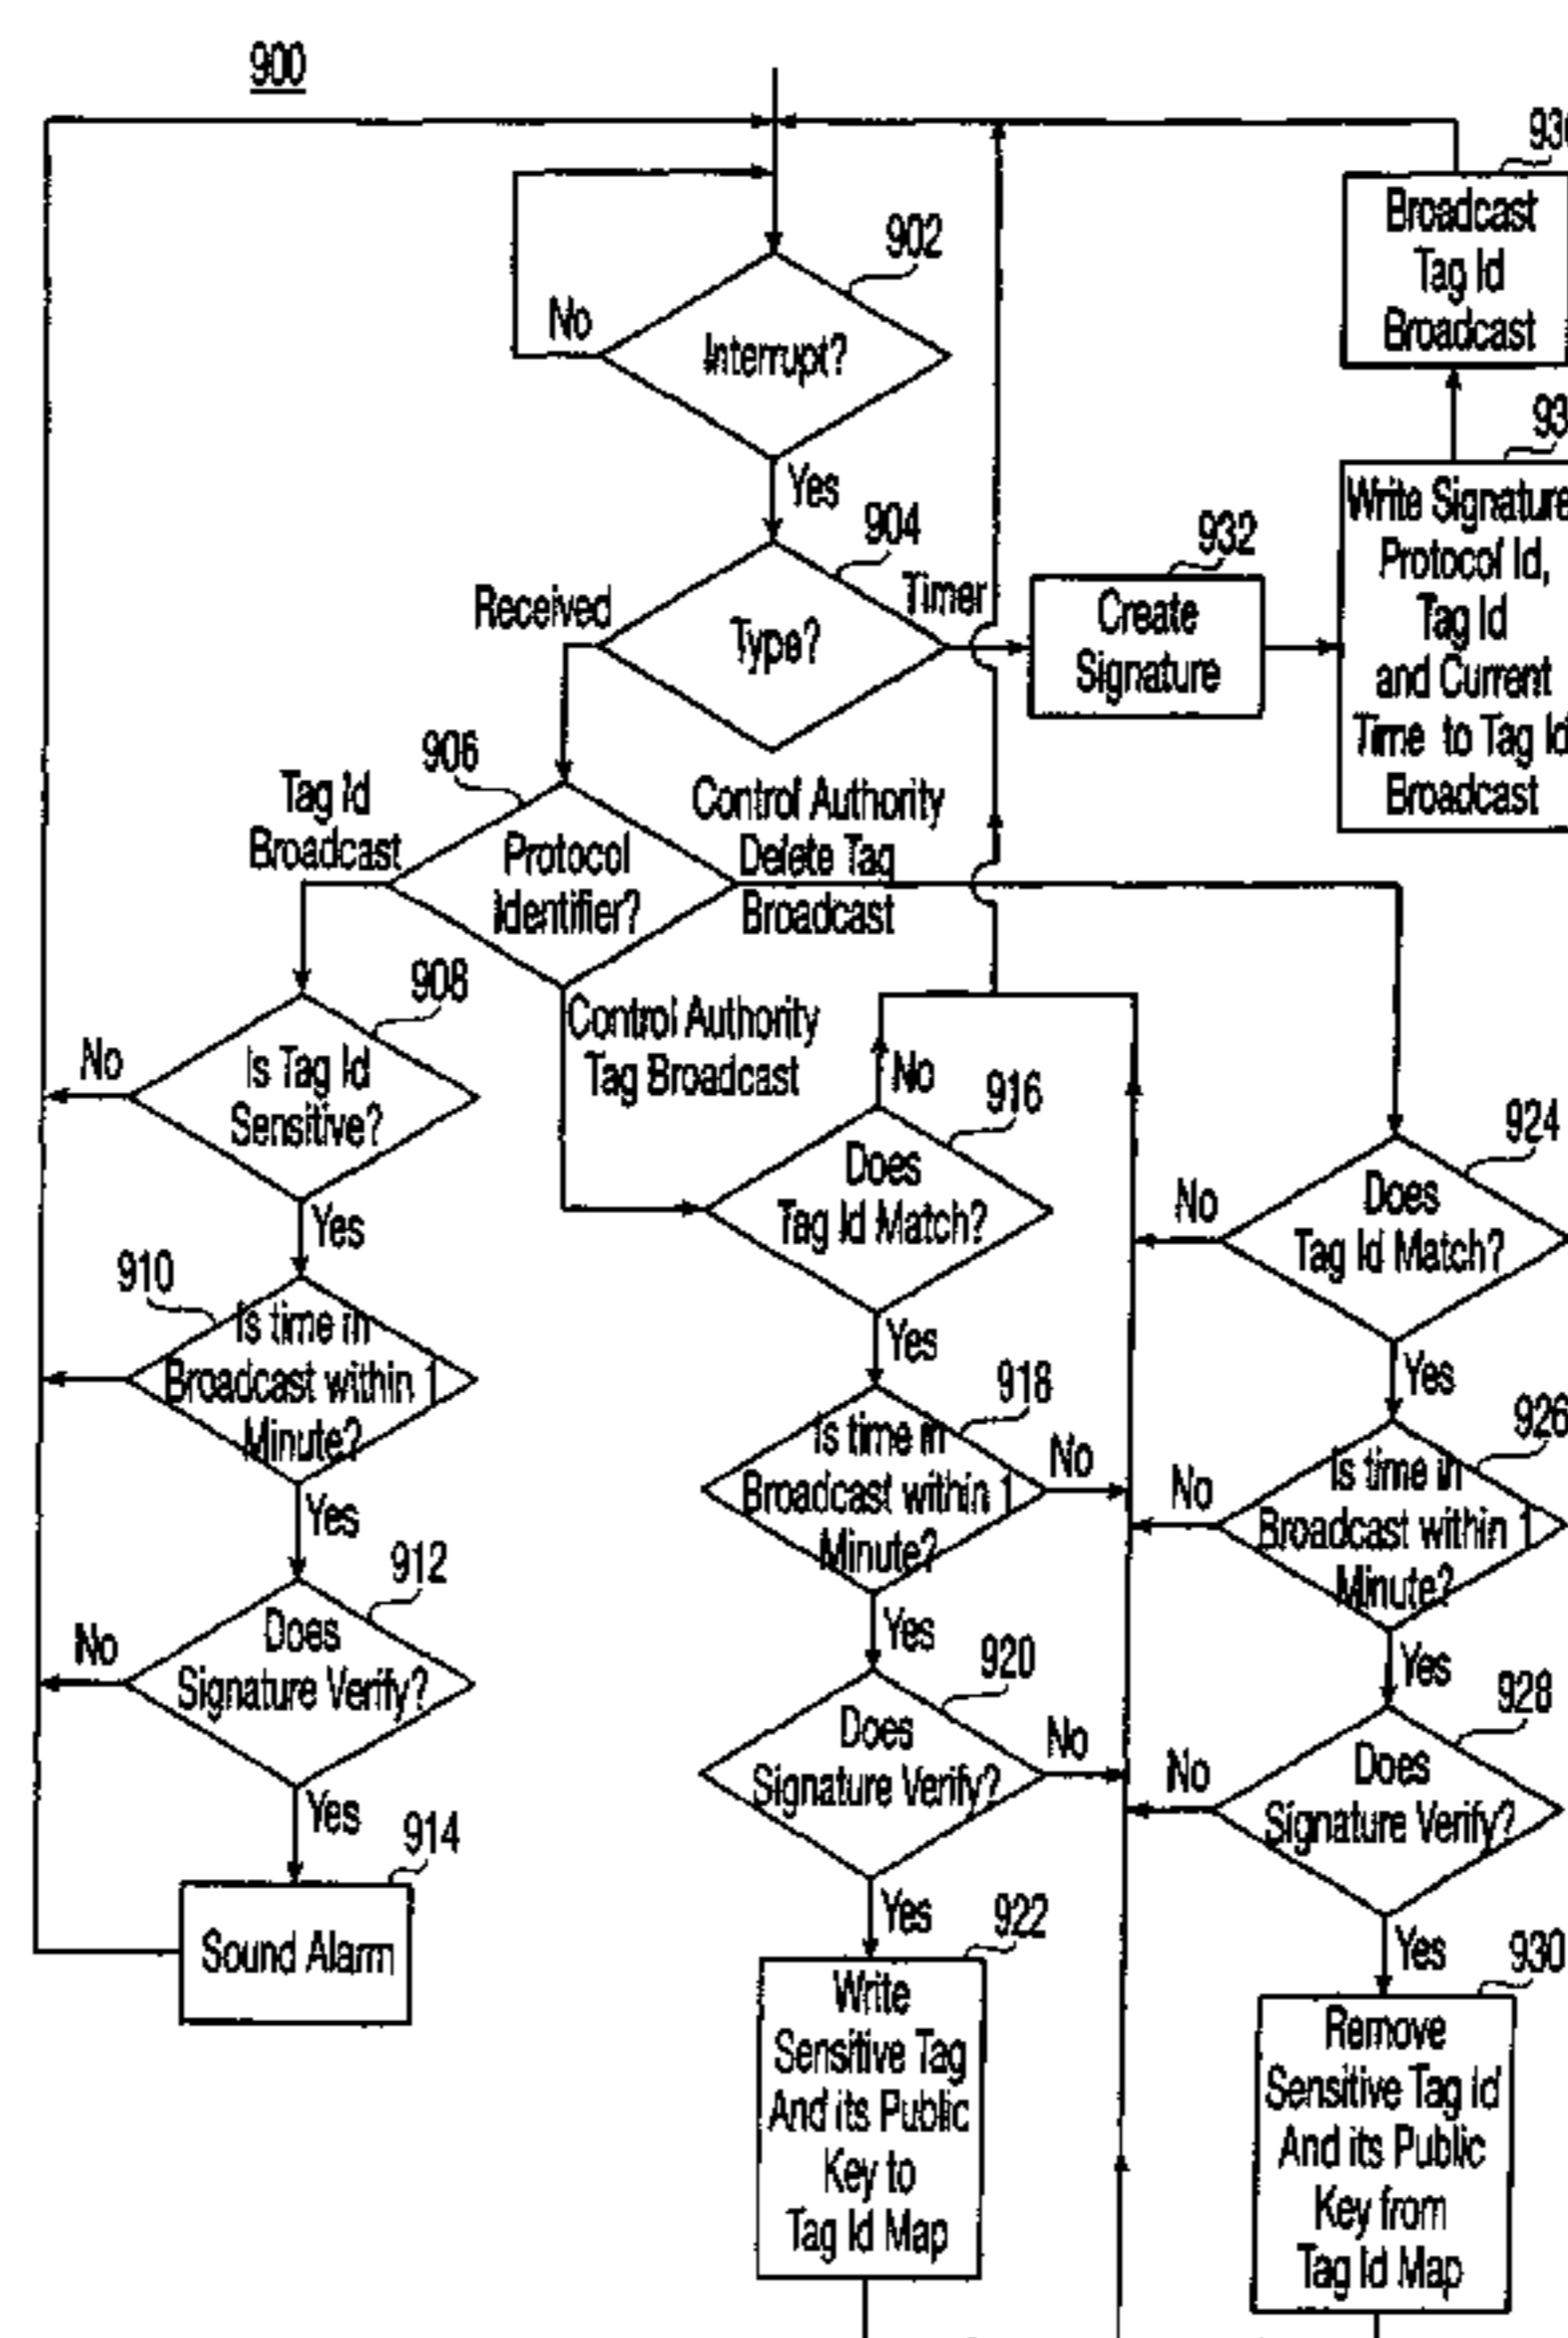 900
902
Interrupt?
No
Yes
904
Type?
Received
Timer
932
Create
Signature
Write Signature
Protocol Id,
Tag Id
and Current
Time to Tag Id
Broadcast
Broadcast
Tag Id
Broadcast
906
Protocol
Identifier?
Tag Id
Broadcast
Control Authority
Delete Tag
Broadcast
Control Authority
Tag Broadcast
908
Is Tag Id
Sensitive?
No
Yes
910
Is time in
Broadcast within 1
Minute?
Yes
912
Does
Signature Verify?
No
Yes
914
Sound Alarm
916
Does
Tag Id Match?
No
Yes
918
Is time in
Broadcast within 1
Minute?
No
Yes
920
Does
Signature Verify?
No
Yes
922
Write
Sensitive Tag
And its Public
Key to
Tag Id Map
924
Does
Tag Id Match?
No
Yes
926
Is time in
Broadcast within 1
Minute?
No
Yes
928
Does
Signature Verify?
No
Yes
930
Remove
Sensitive Tag Id
And its Public
Key from
Tag Id Map